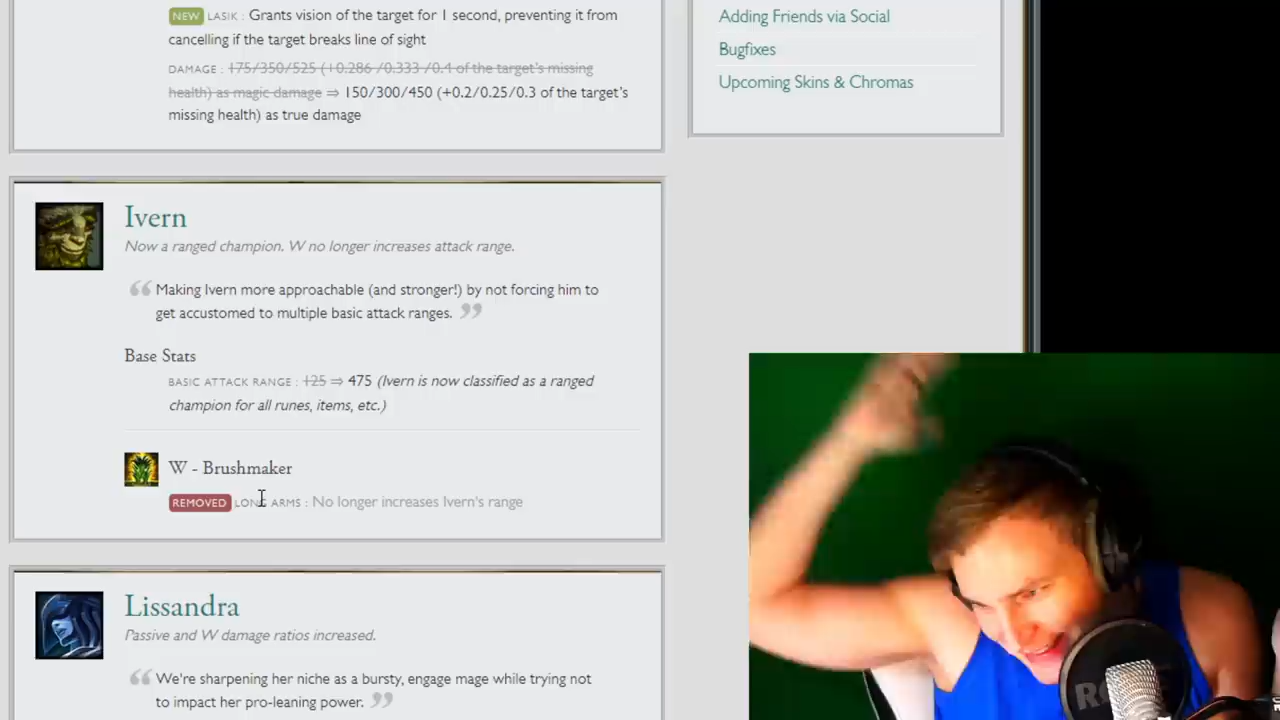 NEW LASIK : Grants vision of the target for 1 second, preventing it from
cancelling if the target breaks line of sight
DAMAGE : 175/350/525 (+0.286 /0.333 /0.4 of the target's missing
health) as magic damage ⇒ 150/300/450 (+0.2/0.25/0.3 of the target's
missing health) as true damage
Adding Friends via Social
Bugfixes
Upcoming Skins & Chromas
Ivern
Now a ranged champion. W no longer increases attack range.
“ Making Ivern more approachable (and stronger!) by not forcing him to
get accustomed to multiple basic attack ranges. ”
Base Stats
BASIC ATTACK RANGE : 125 ⇒ 475 (Ivern is now classified as a ranged
champion for all runes, items, etc.)
W - Brushmaker
REMOVED LONG ARMS : No longer increases Ivern's range
Lissandra
Passive and W damage ratios increased.
“ We're sharpening her niche as a bursty, engage mage while trying not
to impact her pro-leaning power. ”